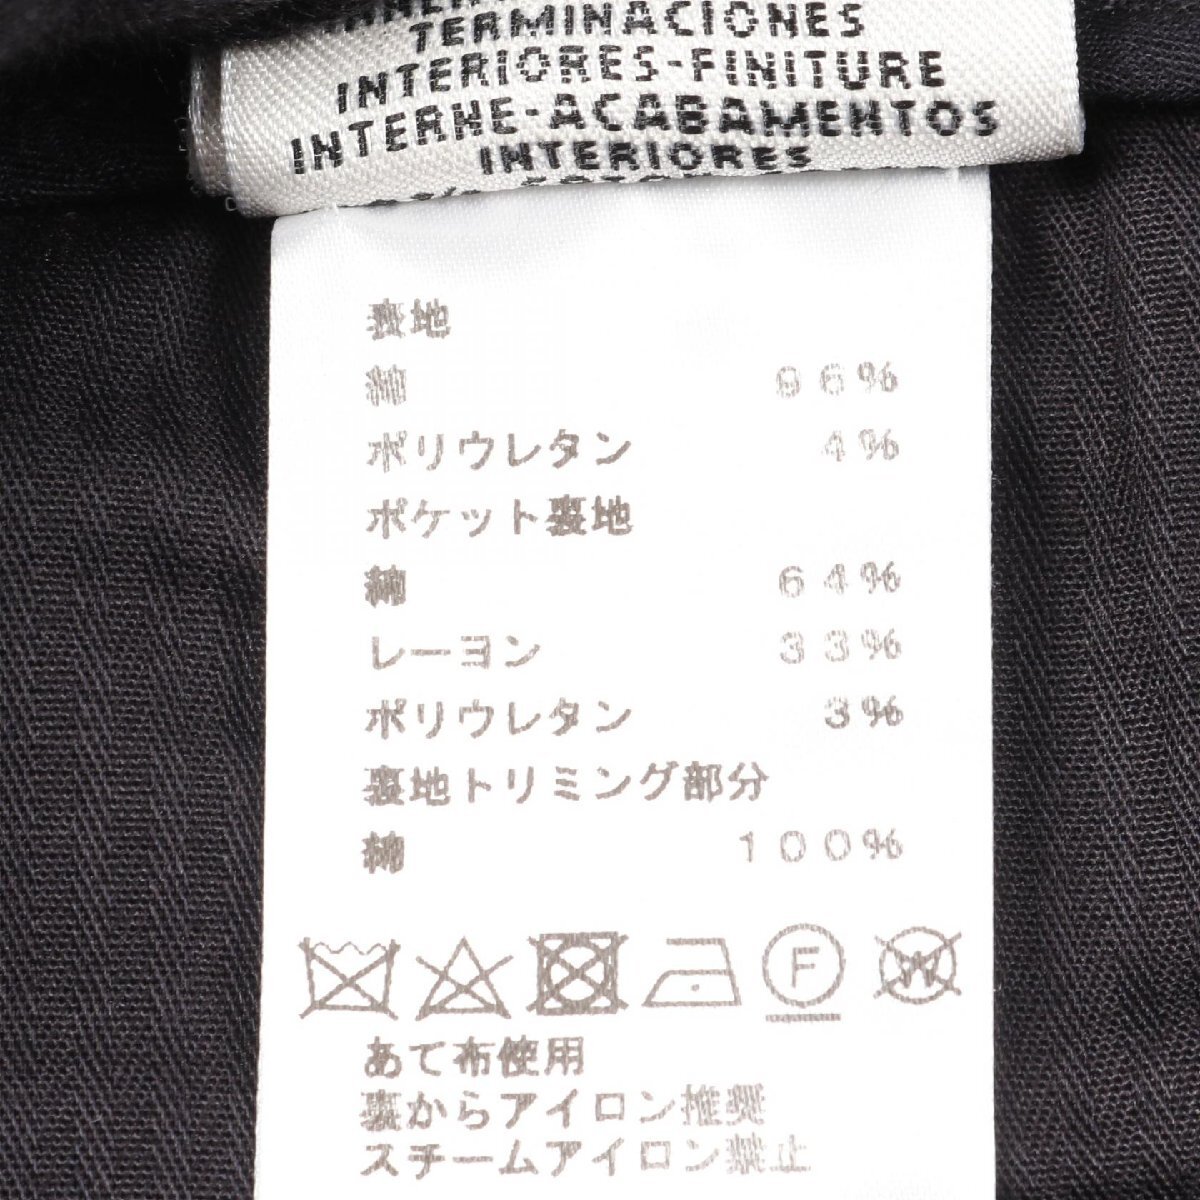 TERMINACIONES
INTERIORES-FINITURE
INTERNE-ACABAMENTOS
INTERIORES
表地
綿 96%
ポリウレタン 4%
ポケット裏地
綿 64%
レーヨン 33%
ポリウレタン 3%
裏地トリミング部分
綿 100%
F W
あて布使用
裏からアイロン推奨
スチームアイロン禁止